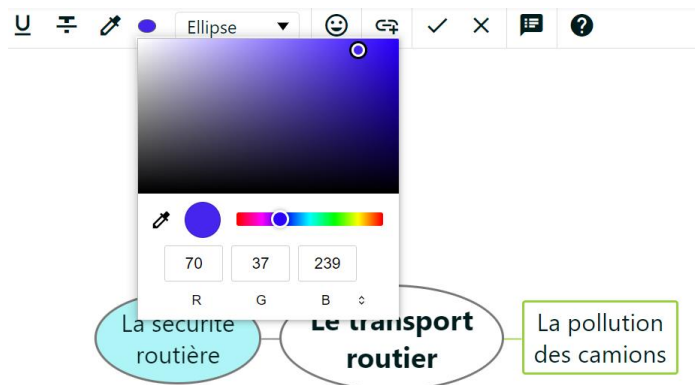 Ellipse
70 37 239
R G B
La sécurité
routière
Le transport
routier
La pollution
des camions